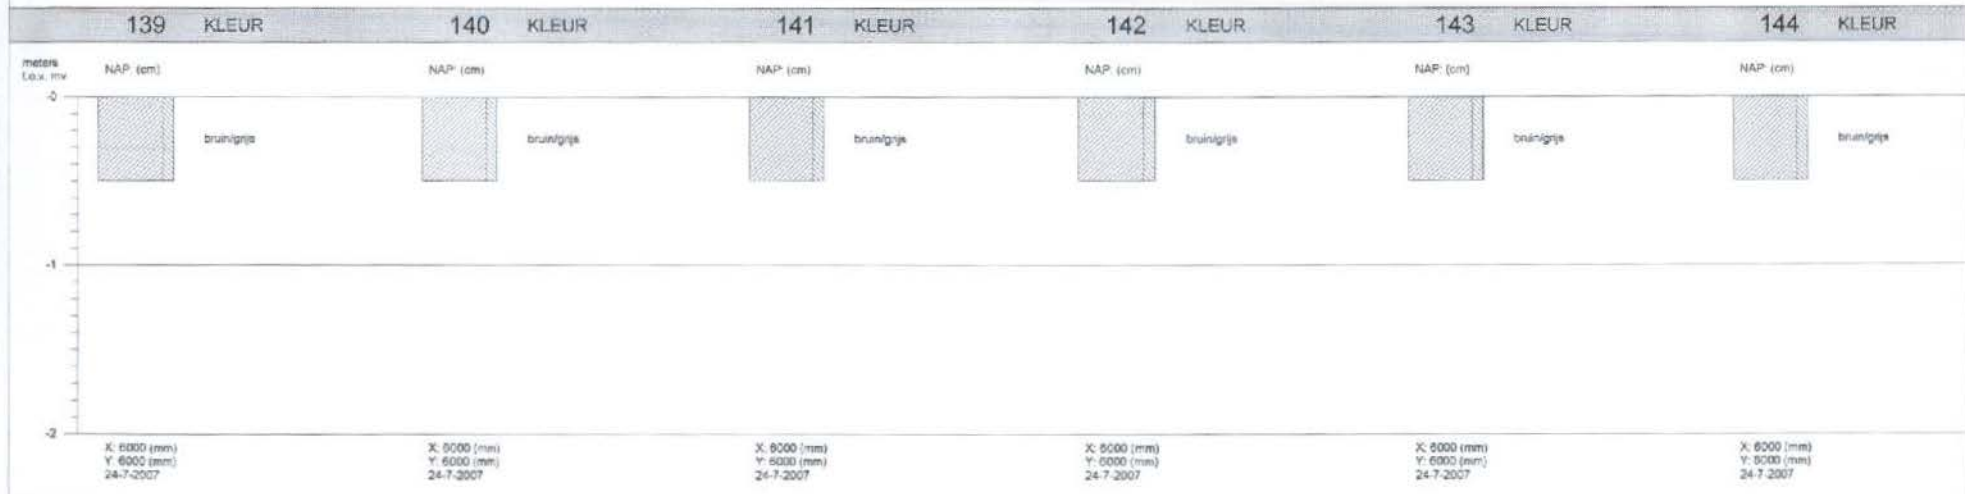 139 KLEUR 140 KLEUR 141 KLEUR 142 KLEUR 143 KLEUR 144 KLEUR
meters
t.o.v. mv
NAP: (cm) NAP: (cm) NAP: (cm) NAP: (cm) NAP: (cm) NAP: (cm)
-0
bruin/grijs bruin/grijs bruin/grijs bruin/grijs bruin/grijs bruin/grijs
-1
-2
X: 6000 (mm) X: 6000 (mm) X: 6000 (mm) X: 6000 (mm) X: 6000 (mm) X: 6000 (mm)
Y: 6000 (mm) Y: 6000 (mm) Y: 6000 (mm) Y: 6000 (mm) Y: 6000 (mm) Y: 6000 (mm)
24-7-2007 24-7-2007 24-7-2007 24-7-2007 24-7-2007 24-7-2007